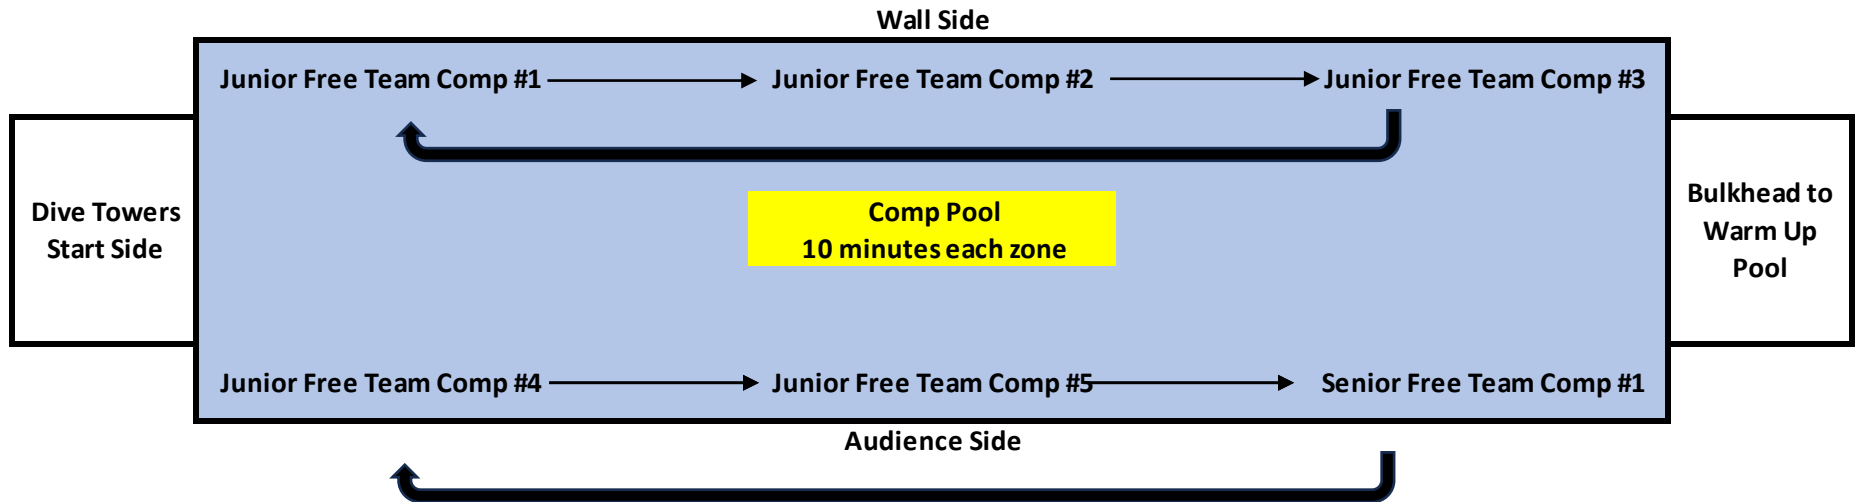 Wall Side
Junior Free Team Comp #1
Junior Free Team Comp #2
Junior Free Team Comp #3
Dive Towers
Start Side
Comp Pool
10 minutes each zone
Bulkhead to
Warm Up
Pool
Junior Free Team Comp #4
Junior Free Team Comp #5
Senior Free Team Comp #1
Audience Side